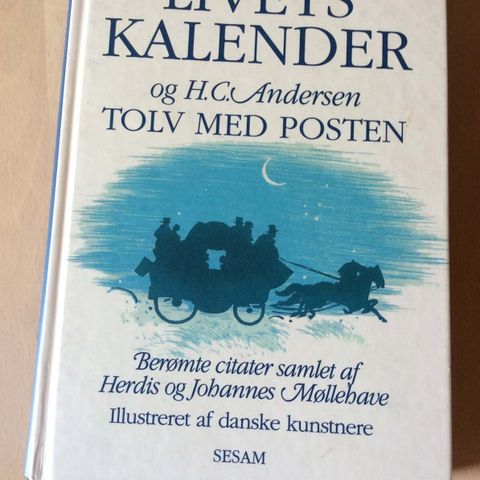 LIVETS
KALENDER
og H.C. Andersen
TOLV MED POSTEN
Berømte citater samlet af
Herdis og Johannes Møllehave
Illustreret af danske kunstnere
SESAM